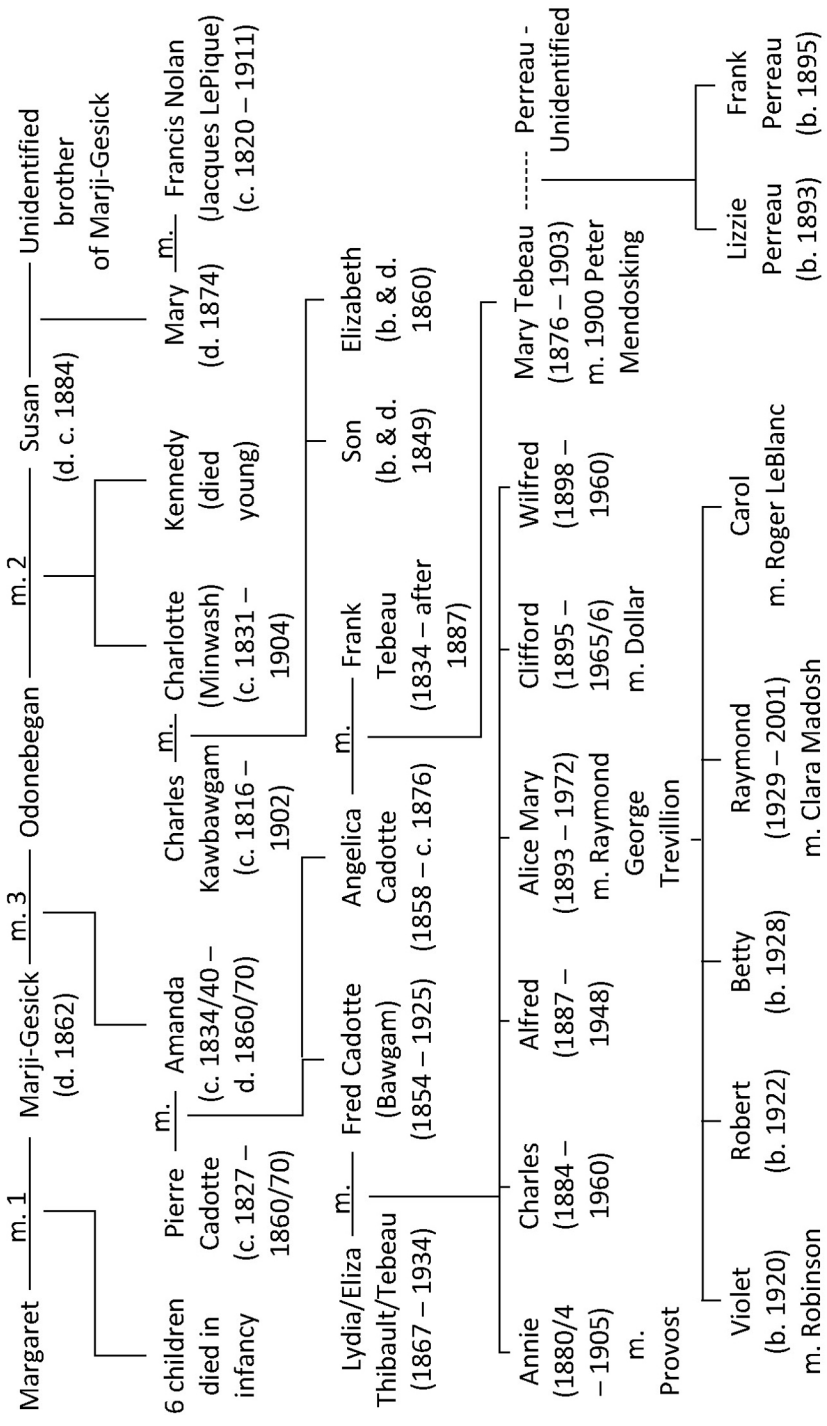 Margaret m. 1 Marji-Gesick m. 3 Odonebegan m. 2 Susan Unidentified
(d. 1862)
(d. c. 1884)
brother
of Marji-Gesick
6 children
died in
infancy
Pierre m. Amanda
Cadotte
(c. 1827 –
1860/70)
(c. 1834/40 –
d. 1860/70)
Charles m. Charlotte
Kawbawgam
(c. 1816 –
1902)
(Minwash)
(c. 1831 –
1904)
Kennedy
(died
young)
Mary m. Francis Nolan
(d. 1874)
(Jacques LePique)
(c. 1820 – 1911)
Lydia/Eliza m. Fred Cadotte
Thibault/Tebeau
(1867 – 1934)
(Bawgam)
(1854 – 1925)
Angelica m. Frank
Cadotte
(1858 – c. 1876)
Tebeau
(1834 – after
1887)
Son
(b. & d.
1849)
Elizabeth
(b. & d.
1860)
Annie
(1880/4
– 1905)
m.
Provost
Charles
(1884 –
1960)
Alfred
(1887 –
1948)
Alice Mary
(1893 – 1972)
m. Raymond
George
Trevillion
Clifford
(1895 –
1965/6)
m. Dollar
Wilfred
(1898 –
1960)
Mary Tebeau -------- Perreau -
(1876 – 1903)
m. 1900 Peter
Mendosking
Unidentified
Violet
(b. 1920)
m. Robinson
Robert
(b. 1922)
Betty
(b. 1928)
Raymond
(1929 – 2001)
m. Clara Madosh
Carol
m. Roger LeBlanc
Lizzie
Perreau
(b. 1893)
Frank
Perreau
(b. 1895)